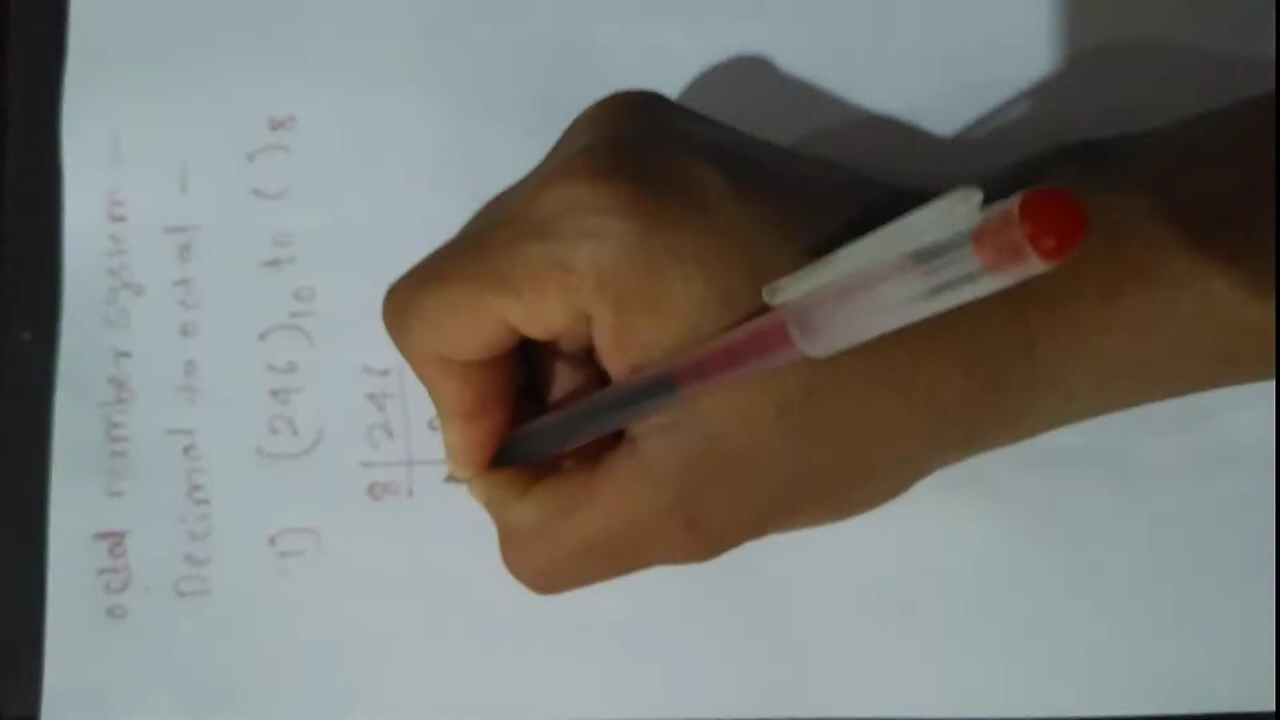 octal number system –
Decimal to octal –
1) (246)10 to ( )8
8 246